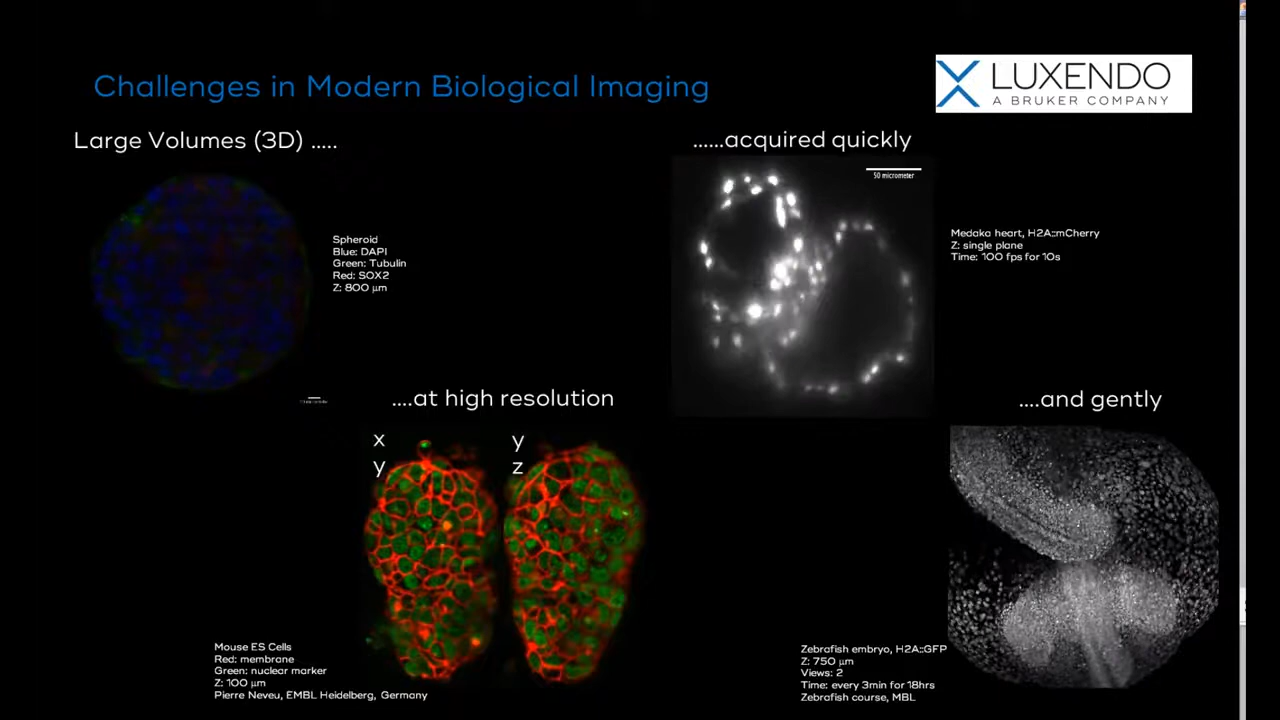 Challenges in Modern Biological Imaging
LUXENDO
A BRUKER COMPANY
Large Volumes (3D) .....
Spheroid
Blue: DAPI
Green: Tubulin
Red: SOX2
Z: 800 µm
......acquired quickly
50 micrometer
Medaka heart, H2A::mCherry
Z: single plane
Time: 100 fps for 10s
....at high resolution
x
y
y
z
Mouse ES Cells
Red: membrane
Green: nuclear marker
Z: 100 µm
Pierre Neveu, EMBL Heidelberg, Germany
....and gently
Zebrafish embryo, H2A::GFP
Z: 750 µm
Views: 2
Time: every 3min for 18hrs
Zebrafish course, MBL